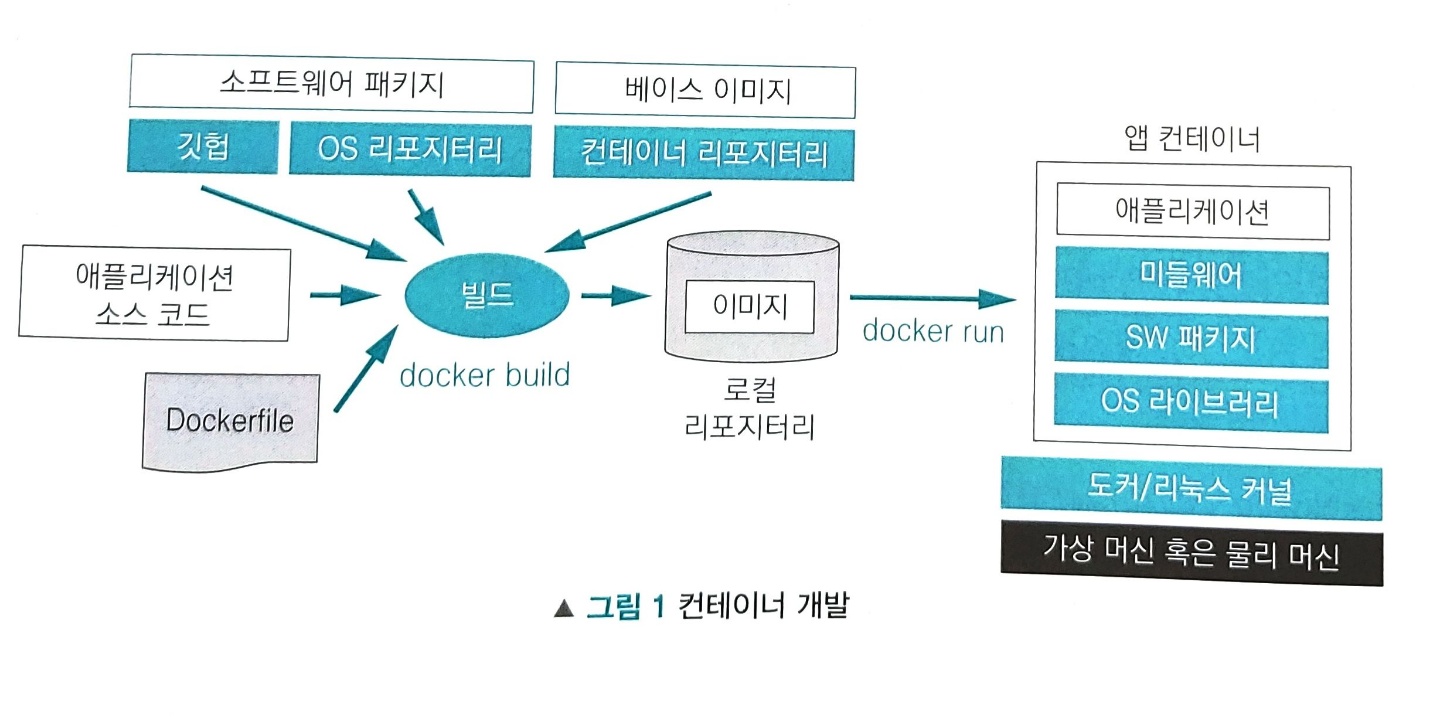 소프트웨어 패키지
베이스 이미지
깃헙
OS 리포지터리
컨테이너 리포지터리
애플리케이션
소스 코드
Dockerfile
빌드
docker build
이미지
로컬
리포지터리
docker run
앱 컨테이너
애플리케이션
미들웨어
SW 패키지
OS 라이브러리
도커/리눅스 커널
가상 머신 혹은 물리 머신
▲ 그림 1 컨테이너 개발